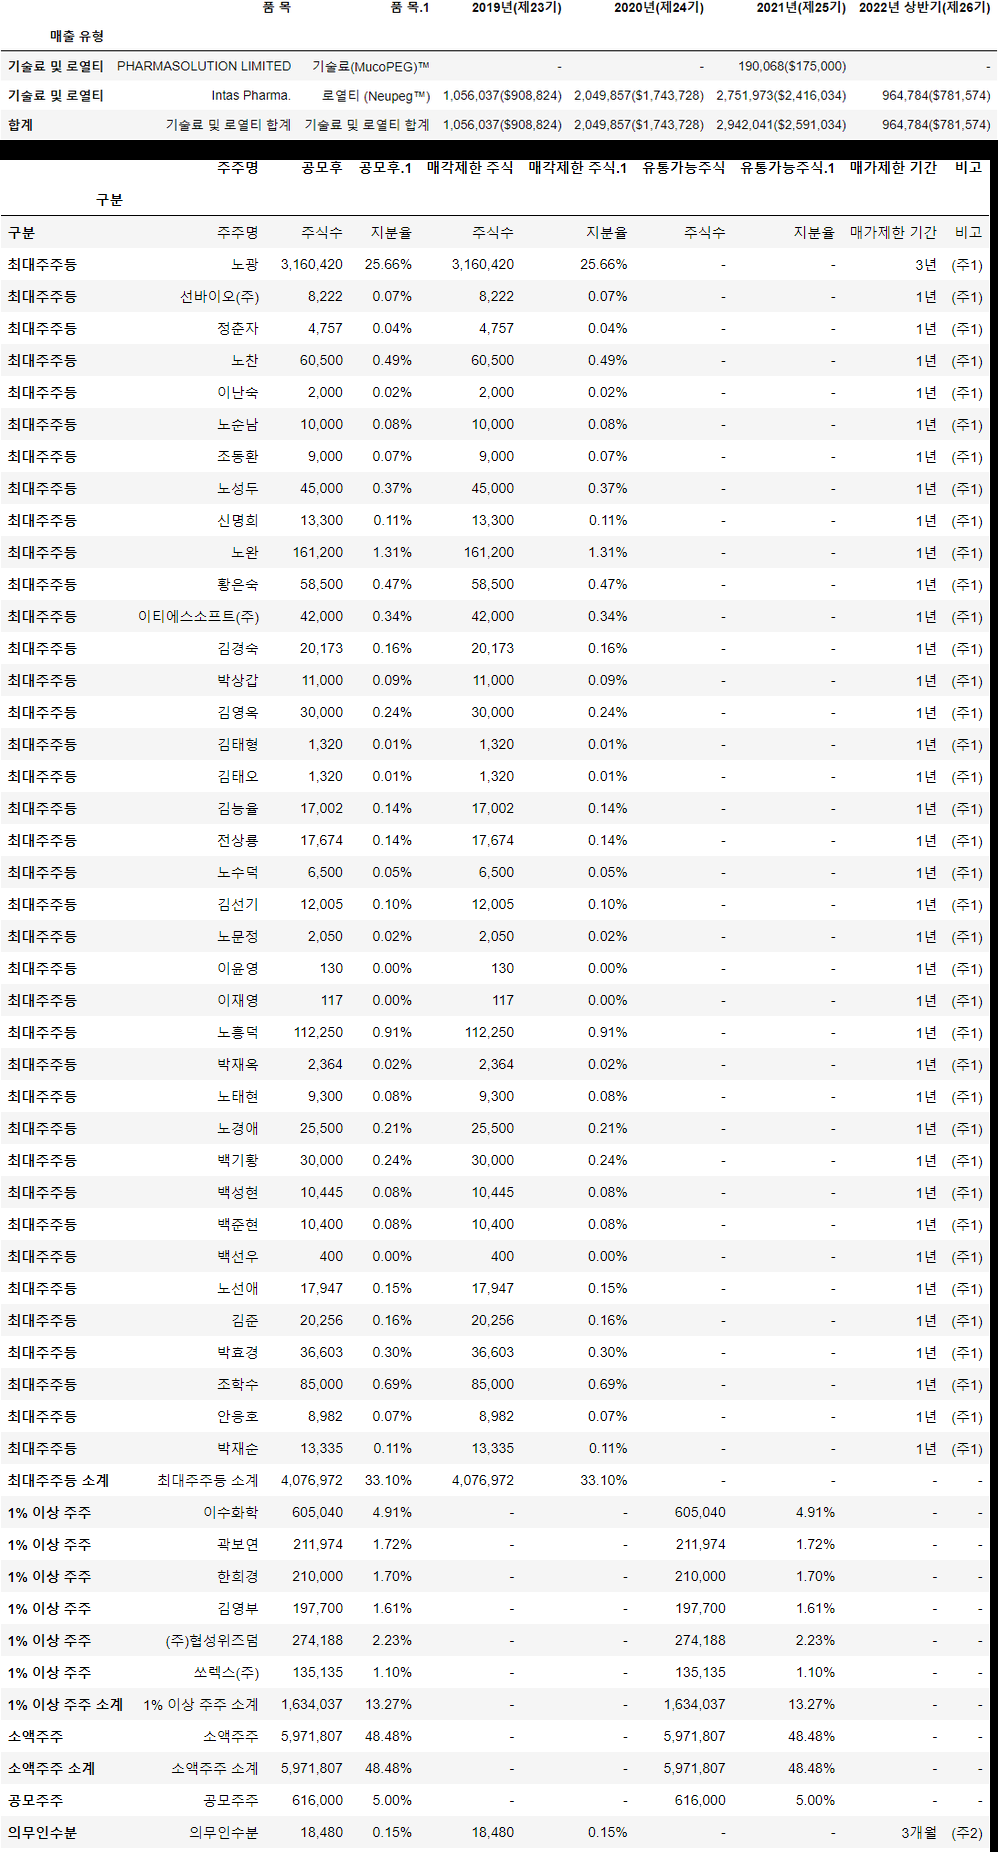 품 목 품 목.1 2019년(제23기) 2020년(제24기) 2021년(제25기) 2022년 상반기(제26기)
매출 유형
기술료 및 로열티 PHARMASOLUTION LIMITED 기술료(MucoPEG)™ - - 190,068($175,000) -
기술료 및 로열티 Intas Pharma. 로열티 (Neupeg™) 1,056,037($908,824) 2,049,857($1,743,728) 2,751,973($2,416,034) 964,784($781,574)
합계 기술료 및 로열티 합계 기술료 및 로열티 합계 1,056,037($908,824) 2,049,857($1,743,728) 2,942,041($2,591,034) 964,784($781,574)
주주명 공모후 공모후.1 매각제한 주식 매각제한 주식.1 유통가능주식 유통가능주식.1 매가제한 기간 비고
구분
구분 주주명 주식수 지분율 주식수 지분율 주식수 지분율 매가제한 기간 비고
최대주주등 노광 3,160,420 25.66% 3,160,420 25.66% - - 3년 (주1)
최대주주등 선바이오(주) 8,222 0.07% 8,222 0.07% - - 1년 (주1)
최대주주등 정준자 4,757 0.04% 4,757 0.04% - - 1년 (주1)
최대주주등 노찬 60,500 0.49% 60,500 0.49% - - 1년 (주1)
최대주주등 이난숙 2,000 0.02% 2,000 0.02% - - 1년 (주1)
최대주주등 노순남 10,000 0.08% 10,000 0.08% - - 1년 (주1)
최대주주등 조동환 9,000 0.07% 9,000 0.07% - - 1년 (주1)
최대주주등 노성두 45,000 0.37% 45,000 0.37% - - 1년 (주1)
최대주주등 신명희 13,300 0.11% 13,300 0.11% - - 1년 (주1)
최대주주등 노완 161,200 1.31% 161,200 1.31% - - 1년 (주1)
최대주주등 황은숙 58,500 0.47% 58,500 0.47% - - 1년 (주1)
최대주주등 이티에스소프트(주) 42,000 0.34% 42,000 0.34% - - 1년 (주1)
최대주주등 김경숙 20,173 0.16% 20,173 0.16% - - 1년 (주1)
최대주주등 박상갑 11,000 0.09% 11,000 0.09% - - 1년 (주1)
최대주주등 김영옥 30,000 0.24% 30,000 0.24% - - 1년 (주1)
최대주주등 김태형 1,320 0.01% 1,320 0.01% - - 1년 (주1)
최대주주등 김태오 1,320 0.01% 1,320 0.01% - - 1년 (주1)
최대주주등 김능율 17,002 0.14% 17,002 0.14% - - 1년 (주1)
최대주주등 전상룡 17,674 0.14% 17,674 0.14% - - 1년 (주1)
최대주주등 노수덕 6,500 0.05% 6,500 0.05% - - 1년 (주1)
최대주주등 김선기 12,005 0.10% 12,005 0.10% - - 1년 (주1)
최대주주등 노문정 2,050 0.02% 2,050 0.02% - - 1년 (주1)
최대주주등 이윤영 130 0.00% 130 0.00% - - 1년 (주1)
최대주주등 이재영 117 0.00% 117 0.00% - - 1년 (주1)
최대주주등 노흥덕 112,250 0.91% 112,250 0.91% - - 1년 (주1)
최대주주등 박재옥 2,364 0.02% 2,364 0.02% - - 1년 (주1)
최대주주등 노태현 9,300 0.08% 9,300 0.08% - - 1년 (주1)
최대주주등 노경애 25,500 0.21% 25,500 0.21% - - 1년 (주1)
최대주주등 백기황 30,000 0.24% 30,000 0.24% - - 1년 (주1)
최대주주등 백성현 10,445 0.08% 10,445 0.08% - - 1년 (주1)
최대주주등 백준현 10,400 0.08% 10,400 0.08% - - 1년 (주1)
최대주주등 백선우 400 0.00% 400 0.00% - - 1년 (주1)
최대주주등 노선애 17,947 0.15% 17,947 0.15% - - 1년 (주1)
최대주주등 김준 20,256 0.16% 20,256 0.16% - - 1년 (주1)
최대주주등 박효경 36,603 0.30% 36,603 0.30% - - 1년 (주1)
최대주주등 조학수 85,000 0.69% 85,000 0.69% - - 1년 (주1)
최대주주등 안응호 8,982 0.07% 8,982 0.07% - - 1년 (주1)
최대주주등 박재순 13,335 0.11% 13,335 0.11% - - 1년 (주1)
최대주주등 소계 최대주주등 소계 4,076,972 33.10% 4,076,972 33.10% - - - -
1% 이상 주주 이수화학 605,040 4.91% - - 605,040 4.91% - -
1% 이상 주주 곽보연 211,974 1.72% - - 211,974 1.72% - -
1% 이상 주주 한희경 210,000 1.70% - - 210,000 1.70% - -
1% 이상 주주 김영부 197,700 1.61% - - 197,700 1.61% - -
1% 이상 주주 (주)협성위즈덤 274,188 2.23% - - 274,188 2.23% - -
1% 이상 주주 쏘렉스(주) 135,135 1.10% - - 135,135 1.10% - -
1% 이상 주주 소계 1% 이상 주주 소계 1,634,037 13.27% - - 1,634,037 13.27% - -
소액주주 소액주주 5,971,807 48.48% - - 5,971,807 48.48% - -
소액주주 소계 소액주주 소계 5,971,807 48.48% - - 5,971,807 48.48% - -
공모주주 공모주주 616,000 5.00% - - 616,000 5.00% - -
의무인수분 의무인수분 18,480 0.15% 18,480 0.15% - - 3개월 (주2)